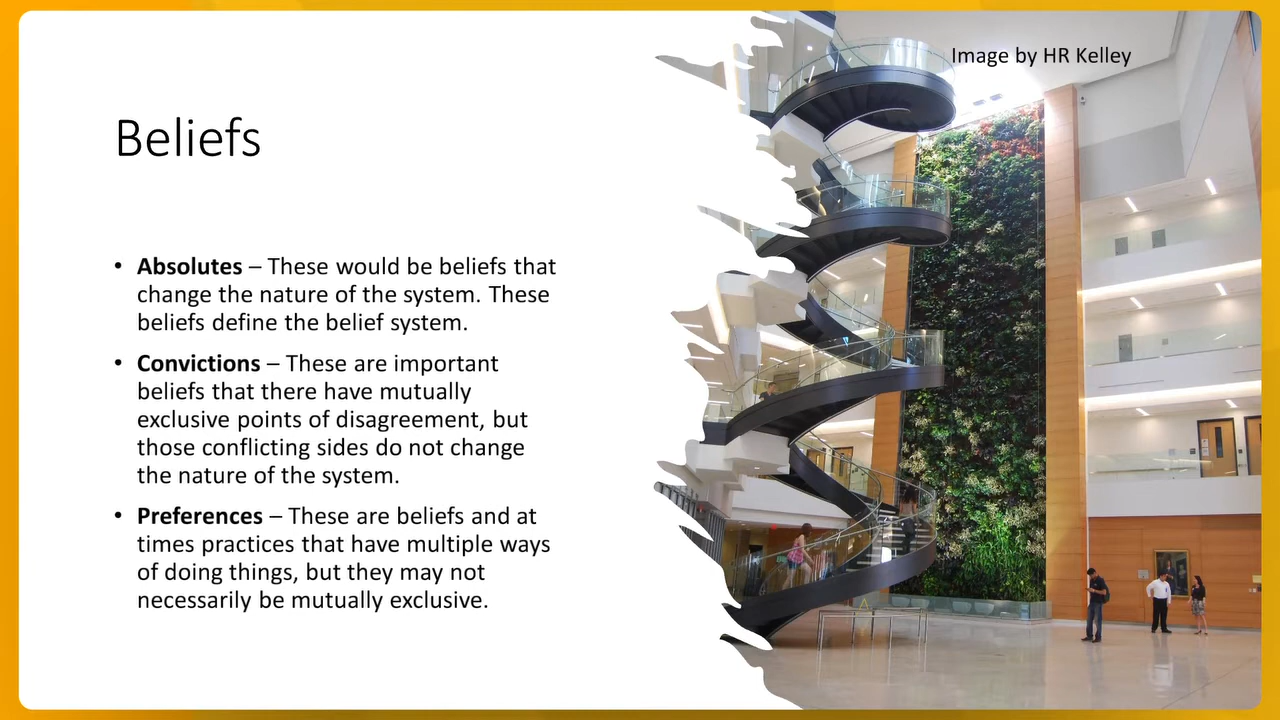 Image by HR Kelley
Beliefs
• Absolutes – These would be beliefs that
change the nature of the system. These
beliefs define the belief system.
• Convictions – These are important
beliefs that there have mutually
exclusive points of disagreement, but
those conflicting sides do not change
the nature of the system.
• Preferences – These are beliefs and at
times practices that have multiple ways
of doing things, but they may not
necessarily be mutually exclusive.